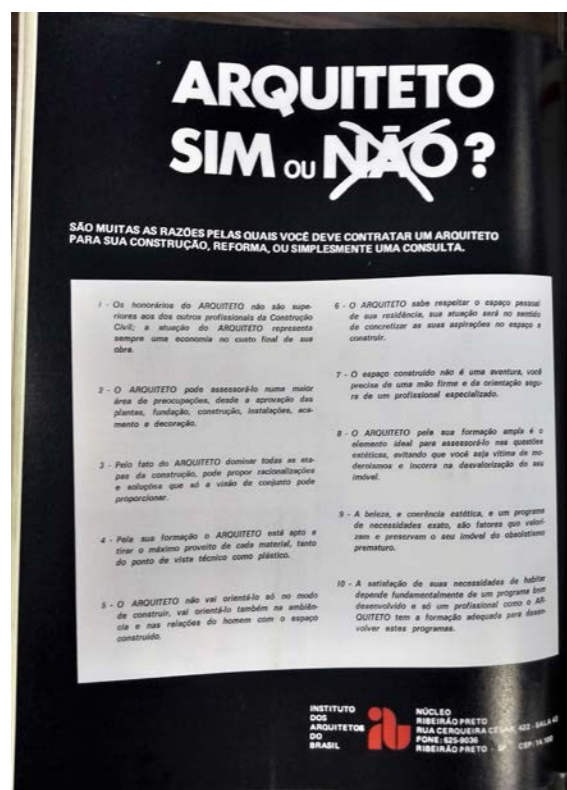 ARQUITETO
SIM OU NÃO?
SÃO MUITAS AS RAZÕES PELAS QUAIS VOCÊ DEVE CONTRATAR UM ARQUITETO
PARA SUA CONSTRUÇÃO, REFORMA, OU SIMPLESMENTE UMA CONSULTA.
1 - Os honorários do ARQUITETO não são supe-
riores aos dos outros profissionais da Construção
Civil; a atuação do ARQUITETO representa
sempre uma economia no custo final de sua
obra.
2 - O ARQUITETO pode assessorá-lo numa maior
área de preocupações, desde a aprovação das
plantas, fundação, construção, instalações, aca-
mento e decoração.
3 - Pelo fato do ARQUITETO dominar todas as eta-
pas da construção, pode propor racionalizações
e soluções que só a visão de conjunto pode
proporcionar.
4 - Pela sua formação o ARQUITETO está apto a
tirar o máximo proveito de cada material, tanto
do ponto de vista técnico como plástico.
5 - O ARQUITETO não vai orientá-lo só no modo
de construir, vai orientá-lo também na ambiên-
cia e nas relações do homem com o espaço
construído.
6 - O ARQUITETO sabe respeitar o espaço pessoal
de sua residência, sua atuação será no sentido
de concretizar as suas aspirações no espaço a
construir.
7 - O espaço construído não é uma aventura, você
precisa de uma mão firme e da orientação segu-
ra de um profissional especializado.
8 - O ARQUITETO pela sua formação ampla é o
elemento ideal para assessorá-lo nas questões
estéticas, evitando que você seja vítima de mo-
dernismos e incorra na desvalorização do seu
imóvel.
9 - A beleza, e coerência estética, e um programa
de necessidades exato, são fatores que valori-
zam e preservam o seu imóvel do obsoletismo
prematuro.
10 - A satisfação de suas necessidades de habitar
depende fundamentalmente de um programa bem
desenvolvido e só um profissional como o AR-
QUITETO tem a formação adequada para desen-
volver estes programas.
INSTITUTO
DOS
ARQUITETOS
DO
BRASIL
iab
NÚCLEO
RIBEIRÃO PRETO
RUA CERQUEIRA CÉSAR, 422 - SALA
FONE: 625-9036
RIBEIRÃO PRETO - SP - CEP: 14.100